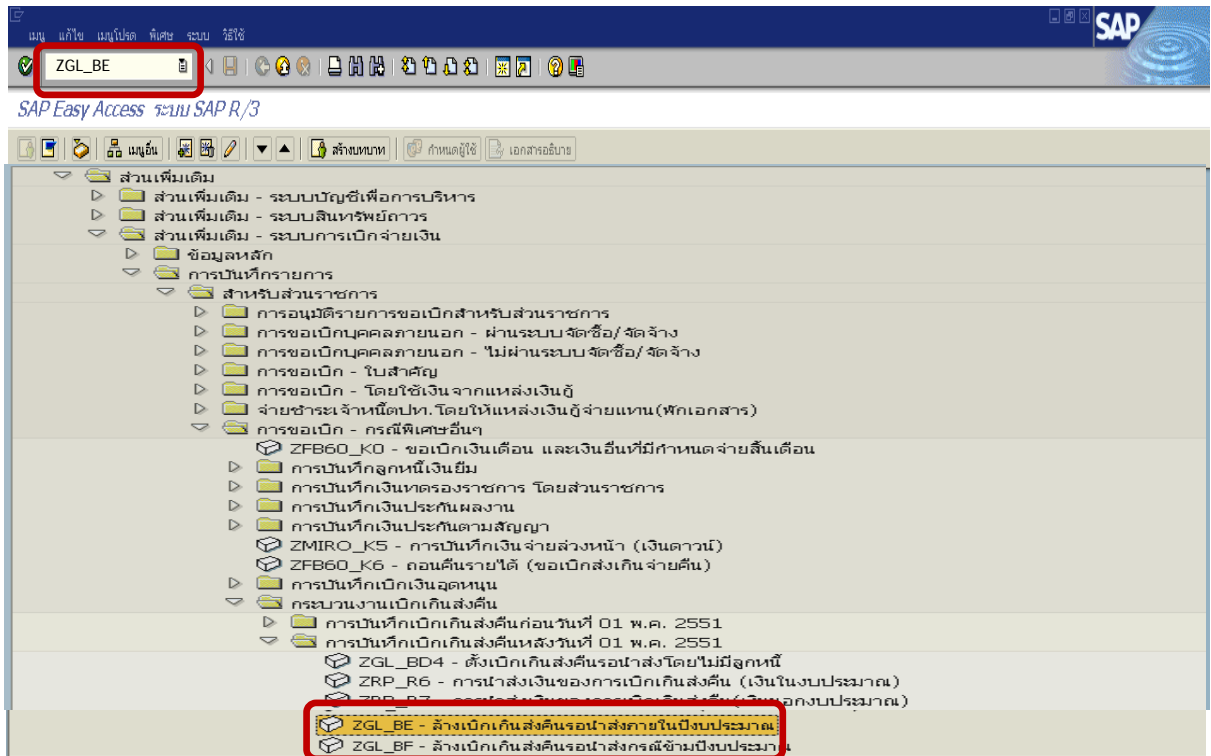 เมนู แก้ไข เมนูโปรด พิเศษ ระบบ วิธีใช้
SAP
ZGL_BE
SAP Easy Access ระบบ SAP R/3
เมนูอื่น สร้างบทบาท กำหนดผู้ใช้ เอกสารอธิบาย
ส่วนเพิ่มเติม
ส่วนเพิ่มเติม - ระบบบัญชีเพื่อการบริหาร
ส่วนเพิ่มเติม - ระบบสินทรัพย์ถาวร
ส่วนเพิ่มเติม - ระบบการเบิกจ่ายเงิน
ข้อมูลหลัก
การบันทึกรายการ
สำหรับส่วนราชการ
การอนุมัติรายการขอเบิกสำหรับส่วนราชการ
การขอเบิกบุคคลภายนอก - ผ่านระบบจัดซื้อ/จัดจ้าง
การขอเบิกบุคคลภายนอก - ไม่ผ่านระบบจัดซื้อ/จัดจ้าง
การขอเบิก - ใบสำคัญ
การขอเบิก - โดยใช้เงินจากแหล่งเงินกู้
จ่ายชำระเจ้าหนี้ตปท.โดยให้แหล่งเงินกู้จ่ายแทน(พักเอกสาร)
การขอเบิก - กรณีพิเศษอื่นๆ
ZFB60_K0 - ขอเบิกเงินเดือน และเงินอื่นที่มีกำหนดจ่ายสิ้นเดือน
การบันทึกลูกหนี้เงินยืม
การบันทึกเงินทดรองราชการ โดยส่วนราชการ
การบันทึกเงินประกันผลงาน
การบันทึกเงินประกันตามสัญญา
ZMIRO_K5 - การบันทึกเงินจ่ายล่วงหน้า (เงินดาวน์)
ZFB60_K6 - ถอนคืนรายได้ (ขอเบิกส่งเกินจ่ายคืน)
การบันทึกเบิกเงินอุดหนุน
กระบวนงานเบิกเกินส่งคืน
การบันทึกเบิกเกินส่งคืนก่อนวันที่ 01 พ.ค. 2551
การบันทึกเบิกเกินส่งคืนหลังวันที่ 01 พ.ค. 2551
ZGL_BD4 - ตั้งเบิกเกินส่งคืนรอนำส่งโดยไม่มีลูกหนี้
ZRP_R6 - การนำส่งเงินของการเบิกเกินส่งคืน (เงินในงบประมาณ)
ZRP_R7 - การนำส่งเงินของการเบิกเกินส่งคืน(เงินนอกงบประมาณ)
ZGL_BE - ล้างเบิกเกินส่งคืนรอนำส่งภายในปีงบประมาณ
ZGL_BF - ล้างเบิกเกินส่งคืนรอนำส่งกรณีข้ามปีงบประมาณ